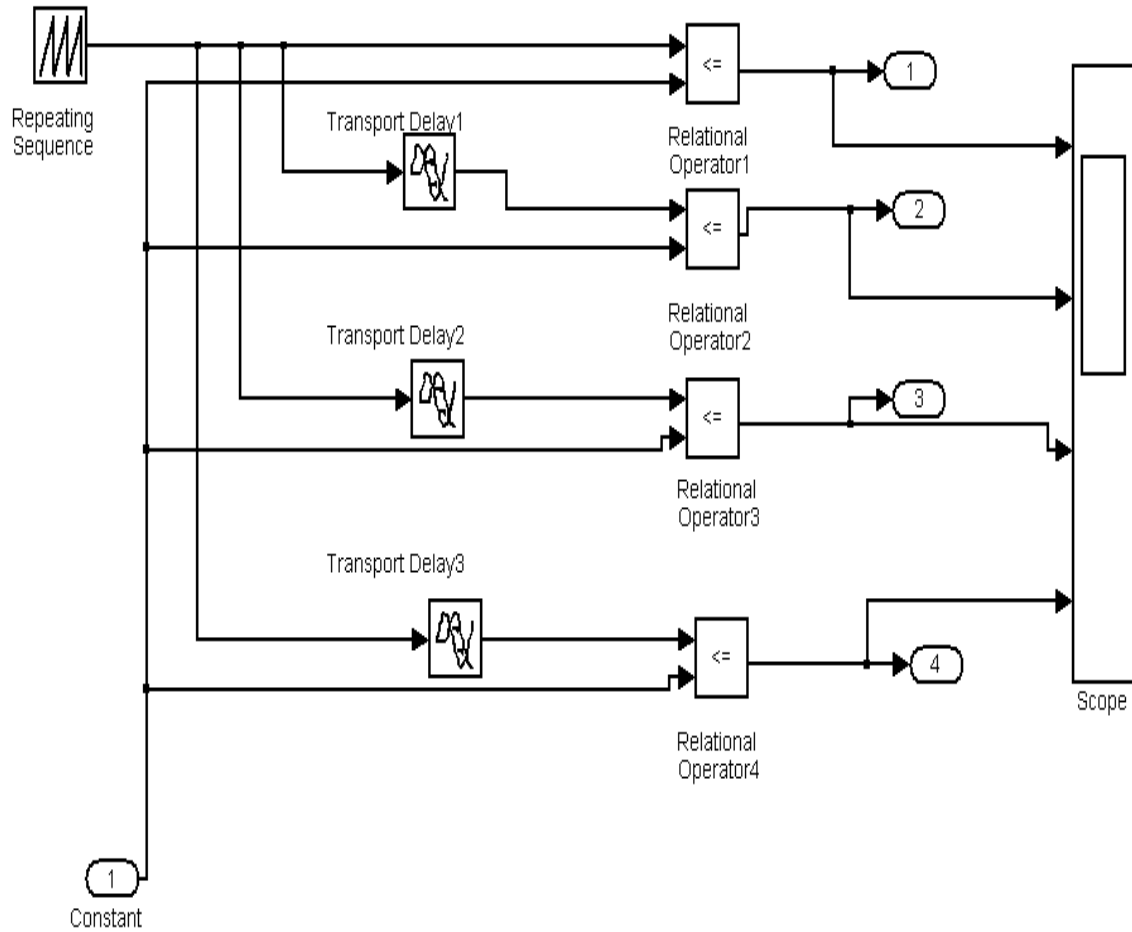 <=
1
Repeating
Sequence
Transport Delay1
Relational
Operator1
<=
2
Relational
Operator2
Transport Delay2
<=
3
Relational
Operator3
Transport Delay3
<=
4
Scope
Relational
Operator4
1
Constant